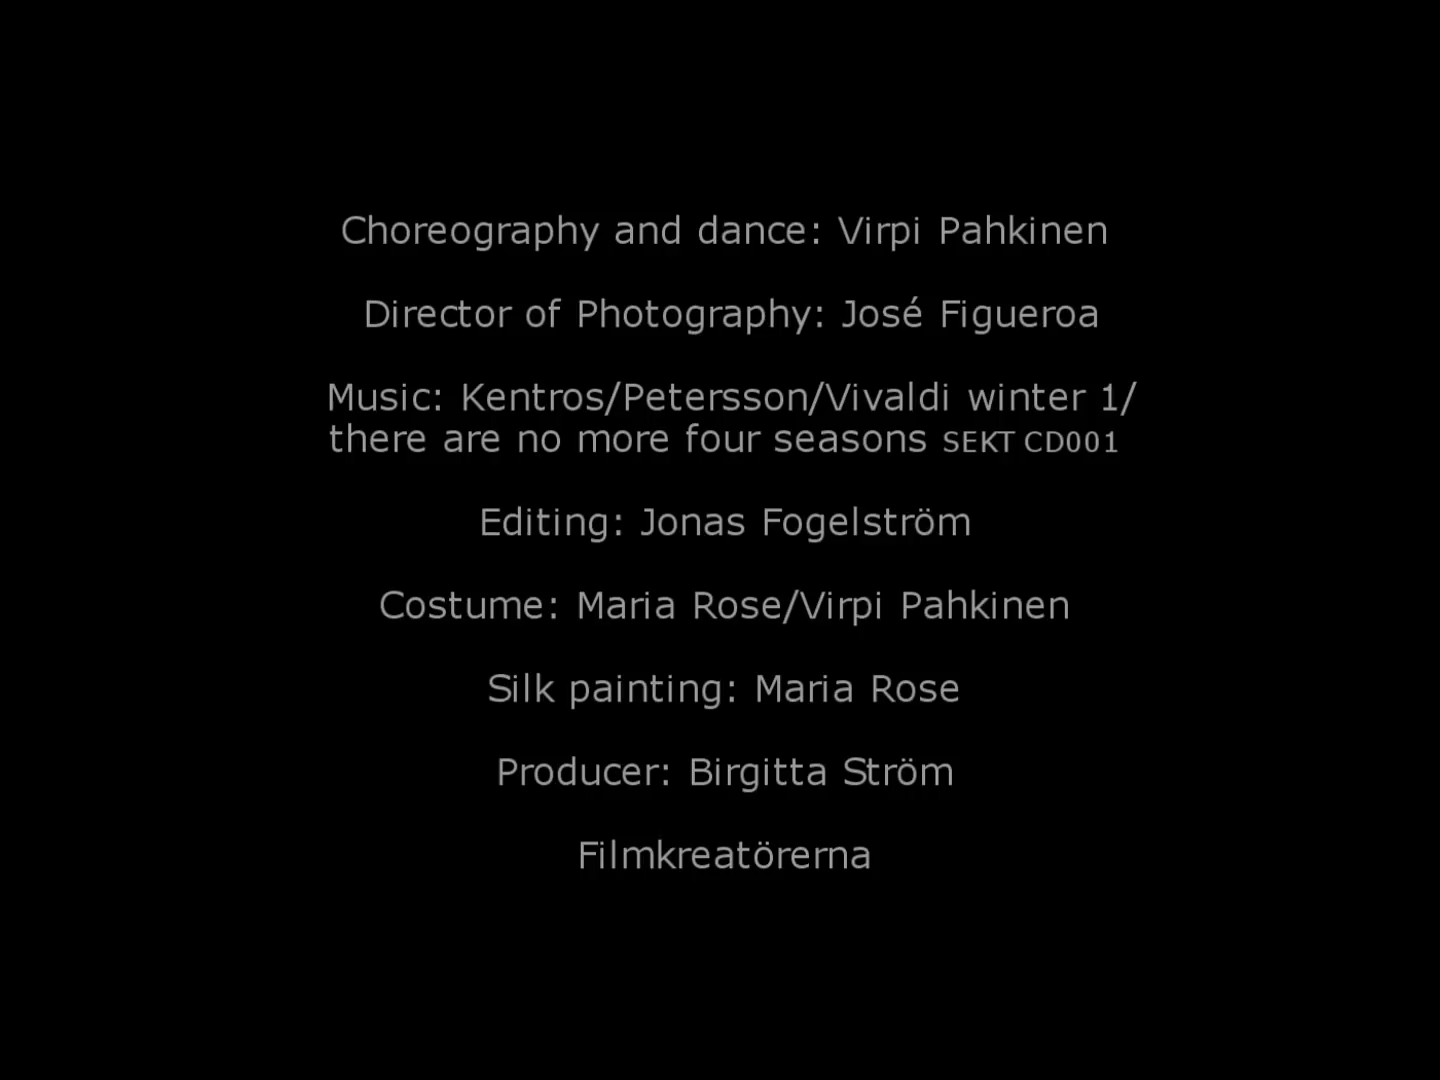 Choreography and dance: Virpi Pahkinen
Director of Photography: José Figueroa
Music: Kentros/Petersson/Vivaldi winter 1/
there are no more four seasons SEKT CD001
Editing: Jonas Fogelström
Costume: Maria Rose/Virpi Pahkinen
Silk painting: Maria Rose
Producer: Birgitta Ström
Filmkreatörerna